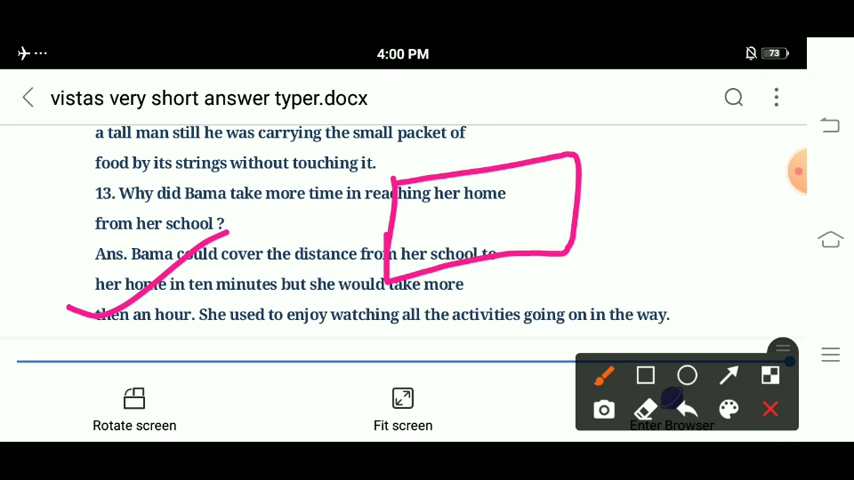 4:00 PM
73
vistas very short answer typer.docx
a tall man still he was carrying the small packet of
food by its strings without touching it.
13. Why did Bama take more time in reaching her home
from her school ?
Ans. Bama could cover the distance from her school to
her home in ten minutes but she would take more
then an hour. She used to enjoy watching all the activities going on in the way.
Rotate screen
Fit screen
Enter Browser